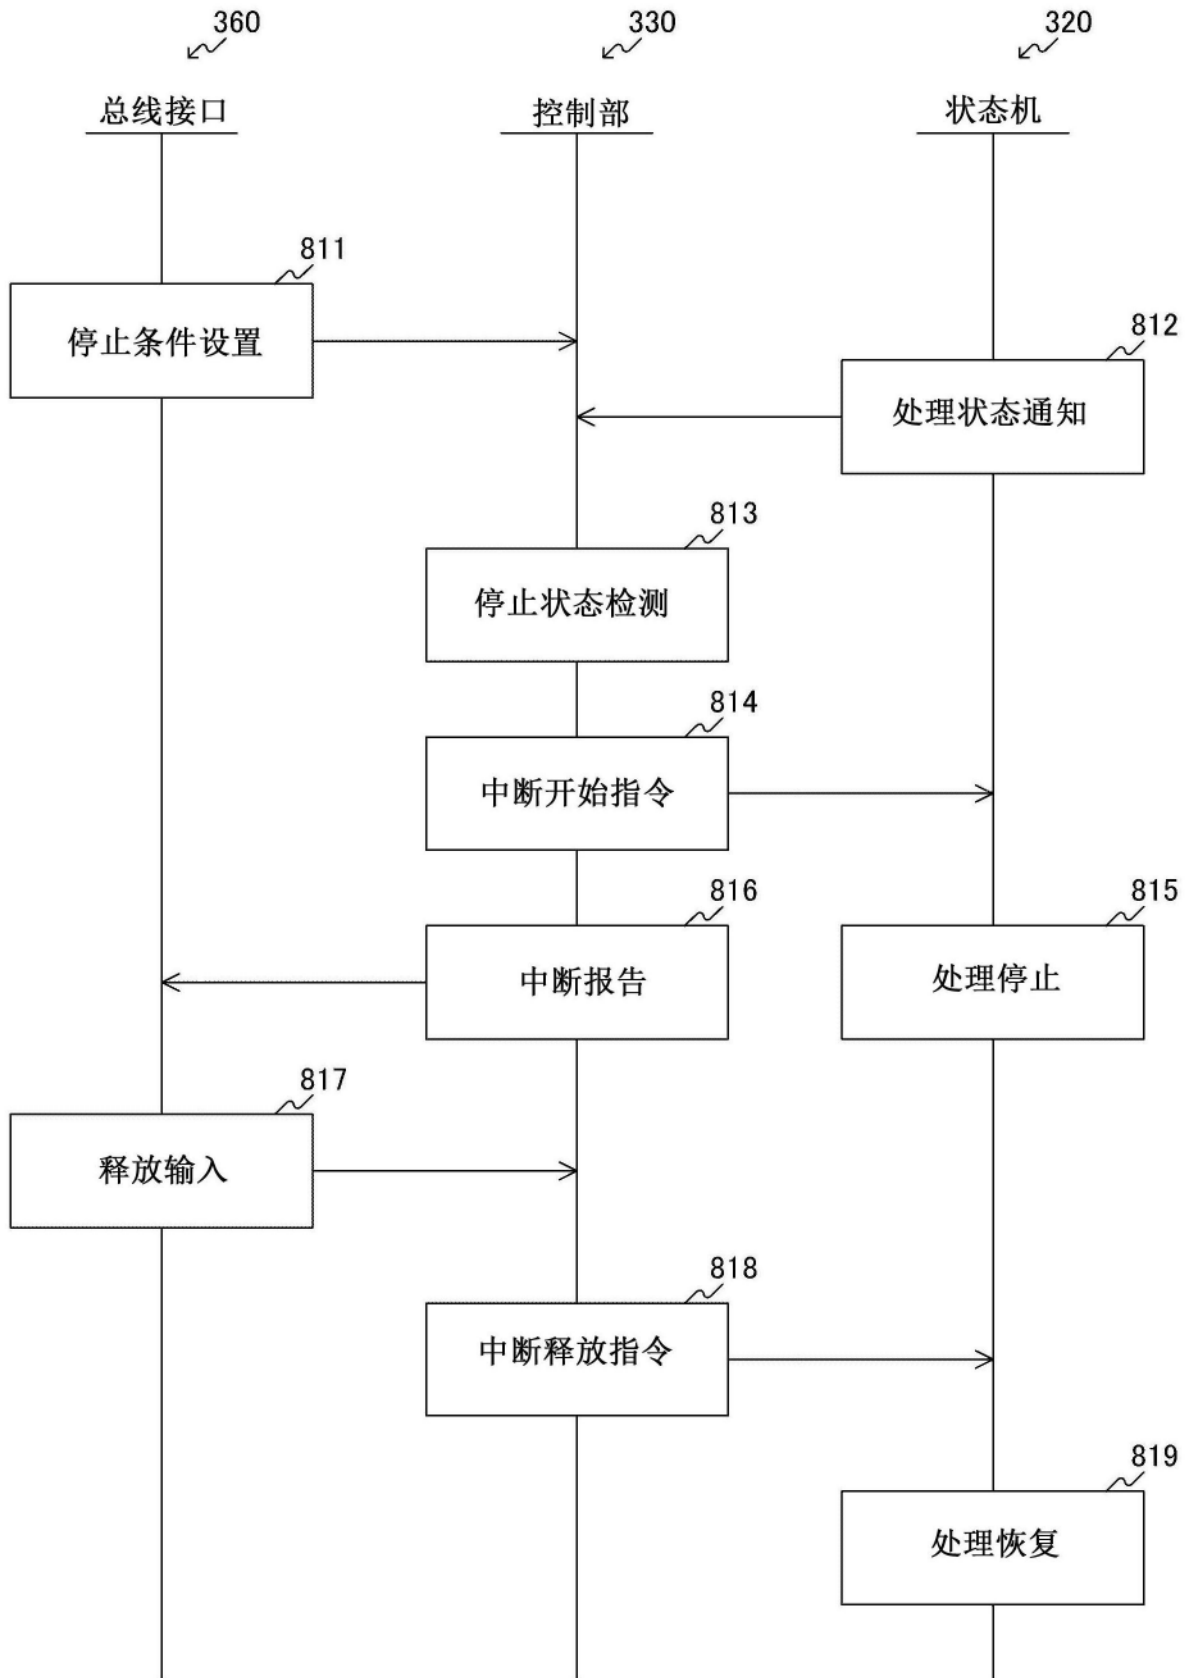 360
330
320
总线接口
控制部
状态机
811
停止条件设置
812
处理状态通知
813
停止状态检测
814
中断开始指令
816
中断报告
815
处理停止
817
释放输入
818
中断释放指令
819
处理恢复